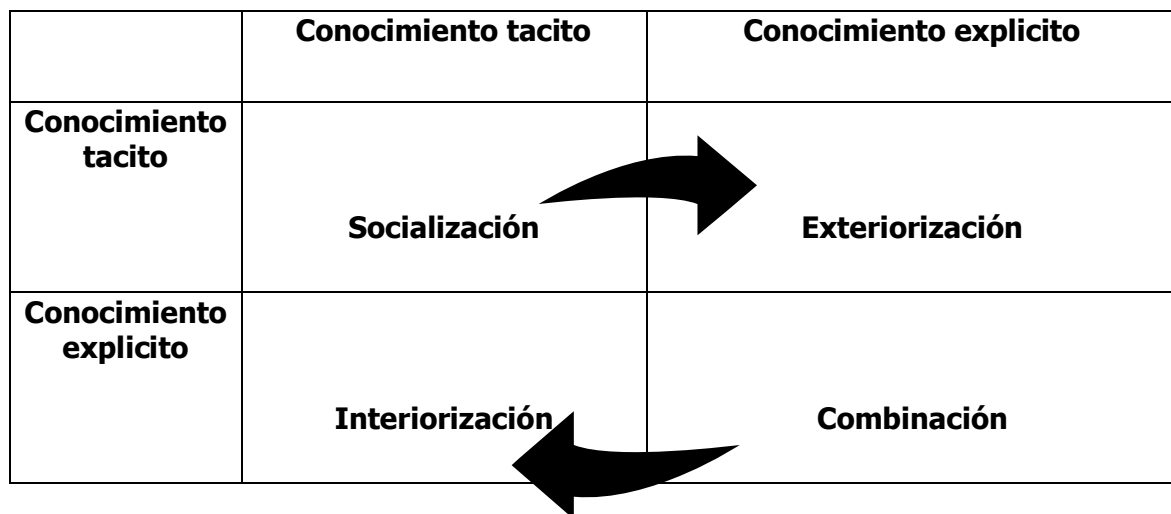 Conocimiento tacito
Conocimiento explicito
Conocimiento
tacito
Socialización
Exteriorización
Conocimiento
explicito
Interiorización
Combinación